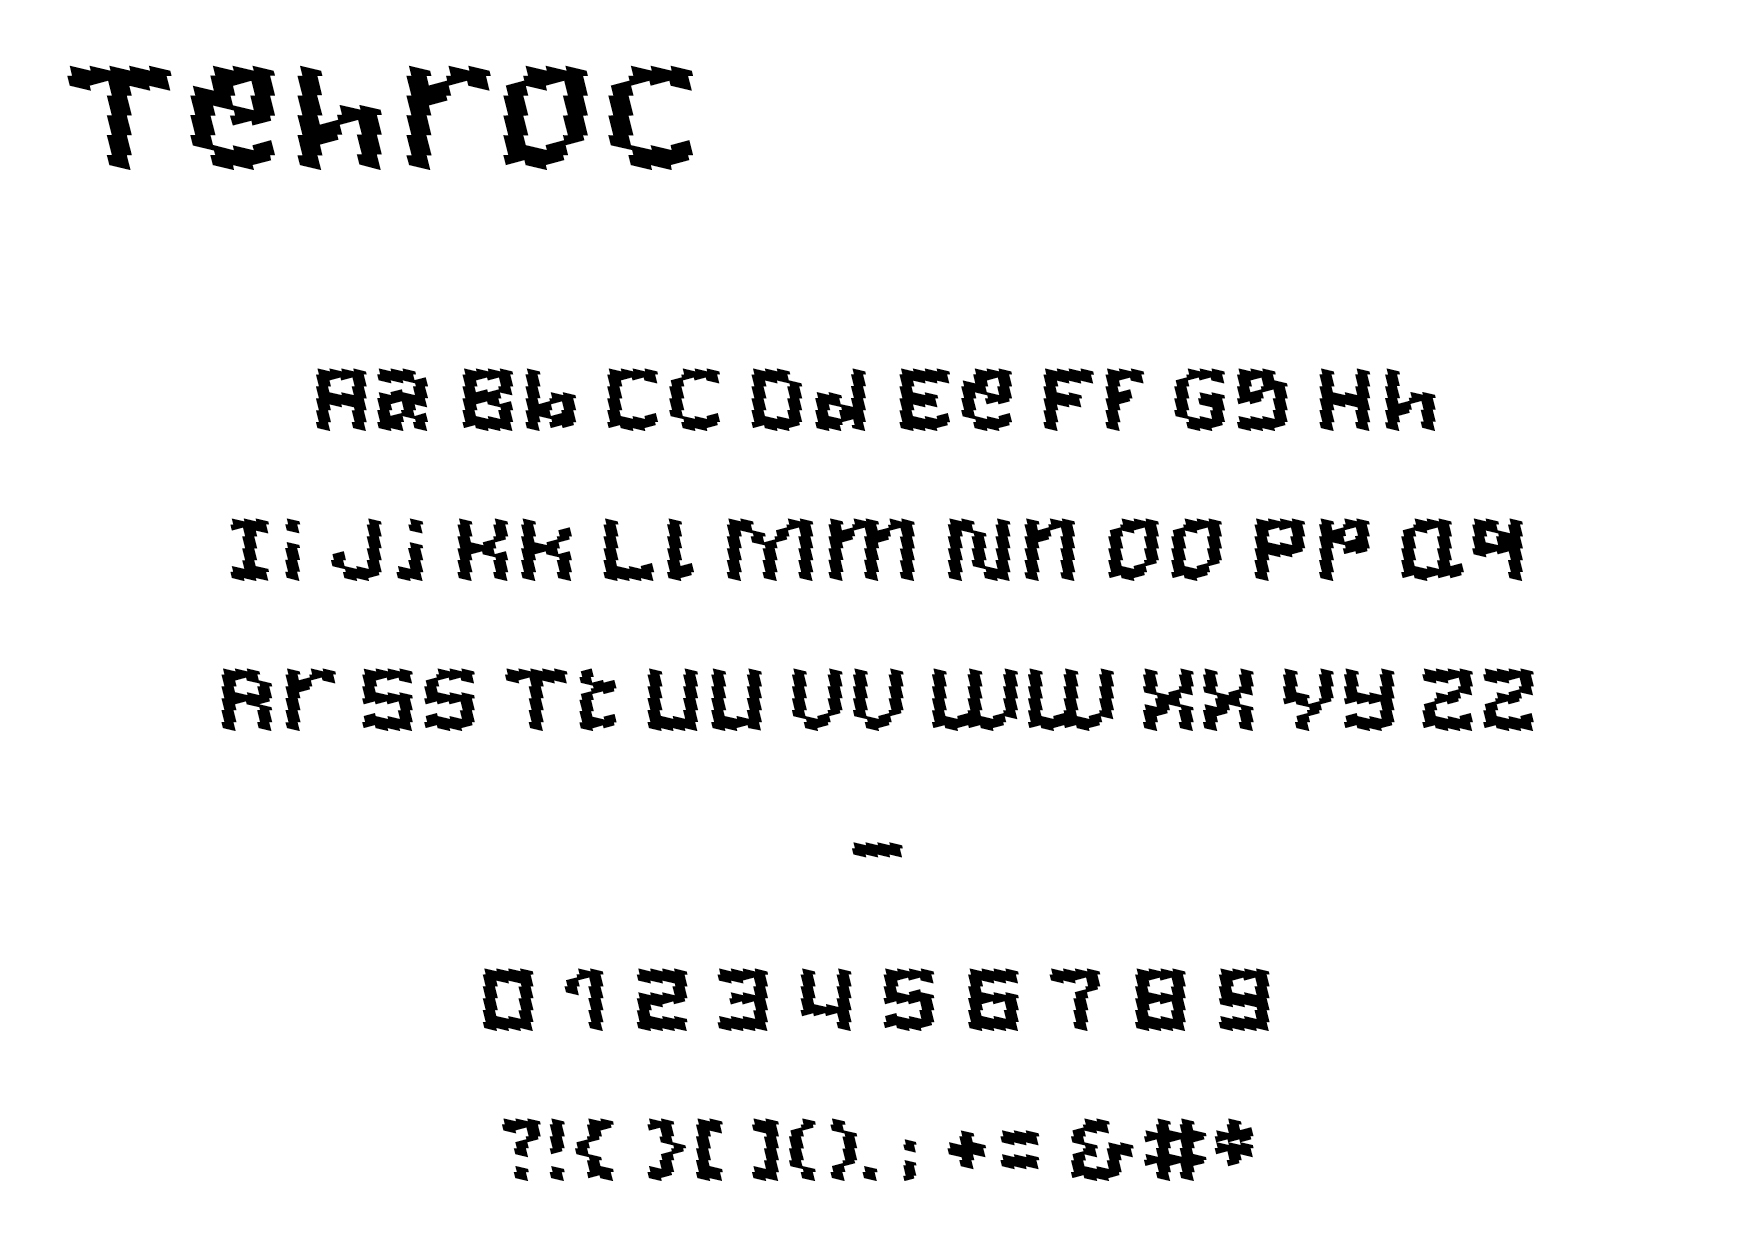 Tehroc
Aa Bb Cc Dd Ee Ff Gg Hh
Ii Jj Kk Ll Mm Nn Oo Pp Qq
Rr Ss Tt Uu Vv Ww Xx Yy Zz
-
0 1 2 3 4 5 6 7 8 9
?!{ }[ ]( ). ; + = & # *